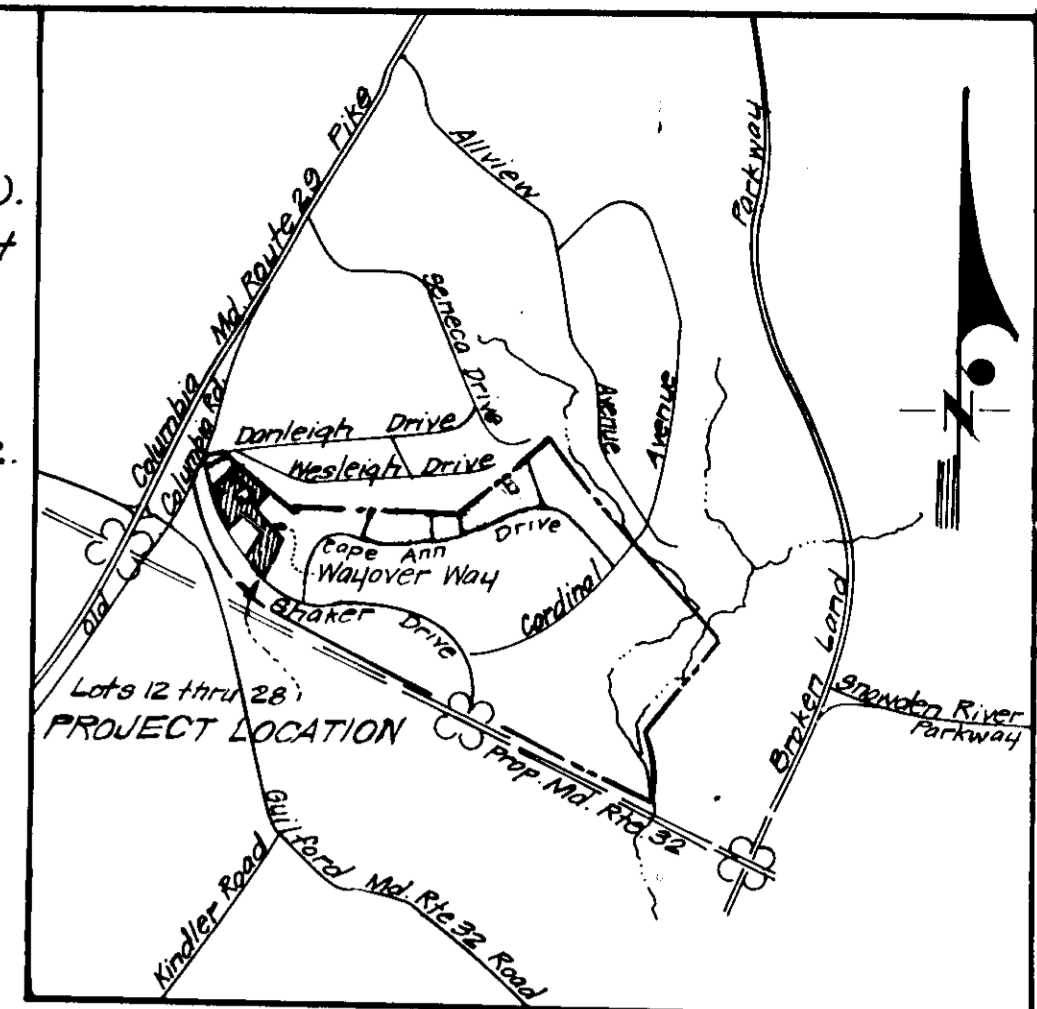 ).
t
Columbia Md. Route 29 Pike
Allview
Avenue
Parkway
Seneca Drive
Old Columbia Rd.
Donleigh Drive
Wesleigh Drive
Avenue
N
Cape Ann Drive
Wayover Way
Cardinal
Shaker Drive
Lots 12 thru 28
PROJECT LOCATION
Broken Land
Snowden River
Parkway
Prop. Md. Rte. 32
Guilford Md. Rte 32 Road
Kindler Road